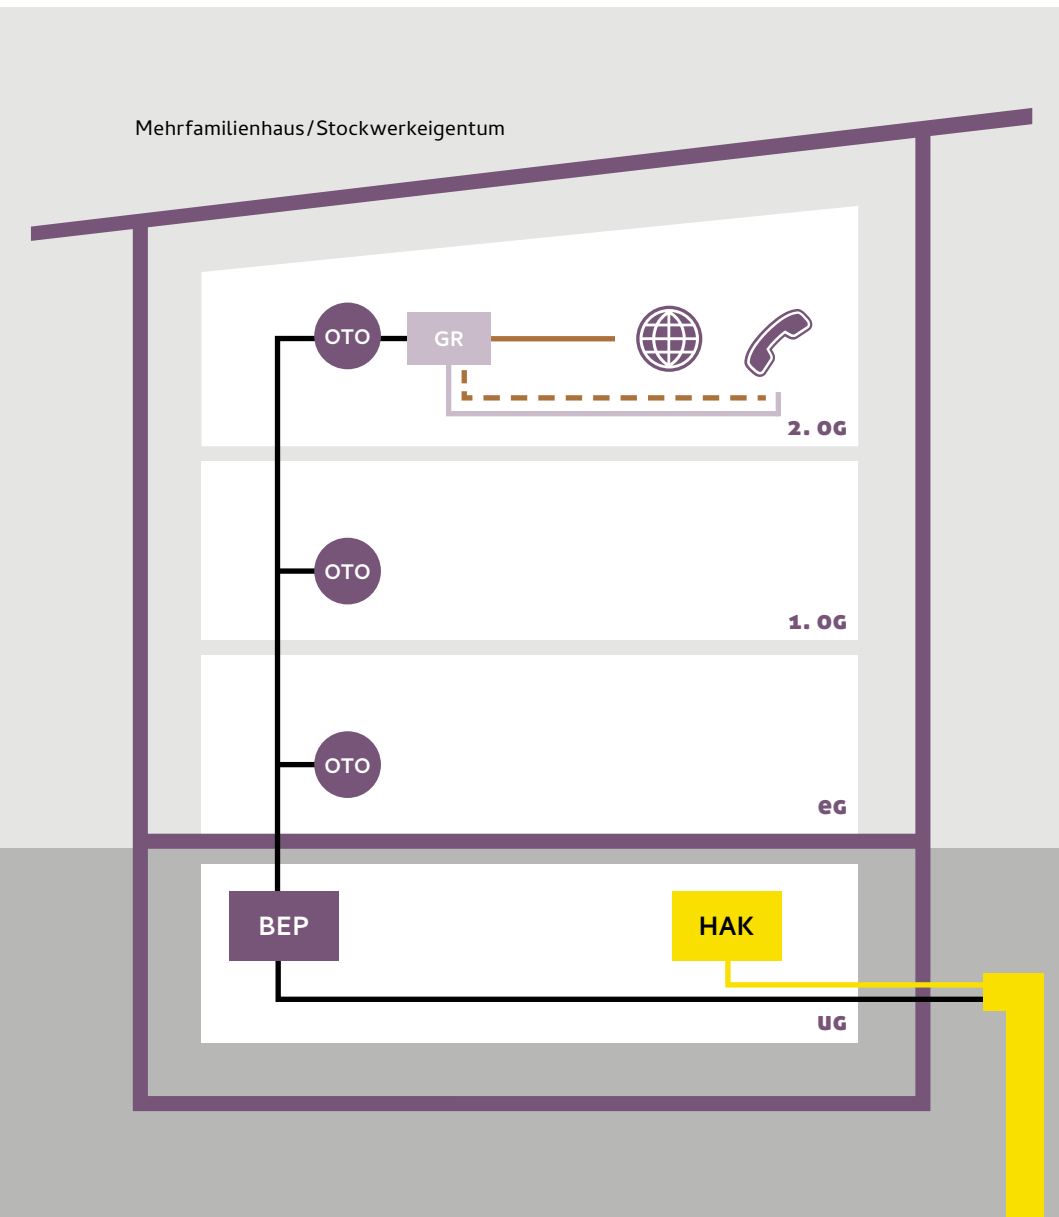 Mehrfamilienhaus/Stockwerkeigentum
OTO
GR
2. OG
OTO
1. OG
OTO
eG
BEP
HAK
UG